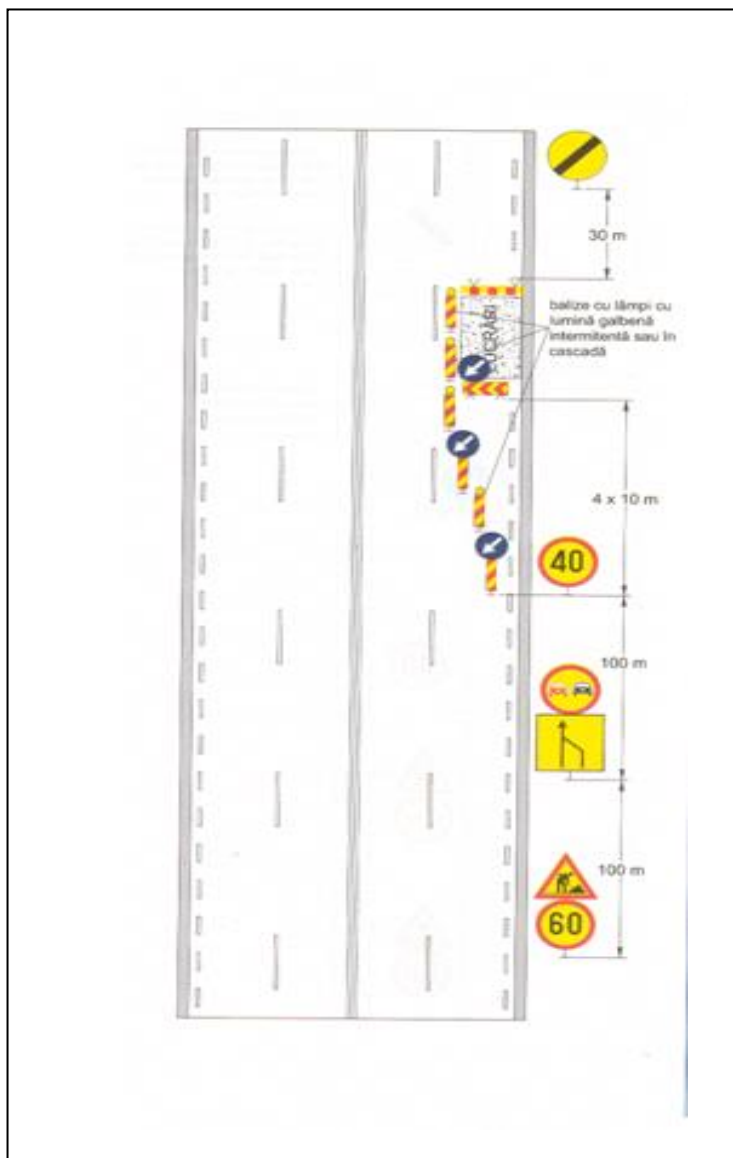 30 m
balize cu lămpi cu
lumină galbenă
intermitentă sau în
cascadă
LUCRĂRI
4 x 10 m
40
100 m
100 m
60